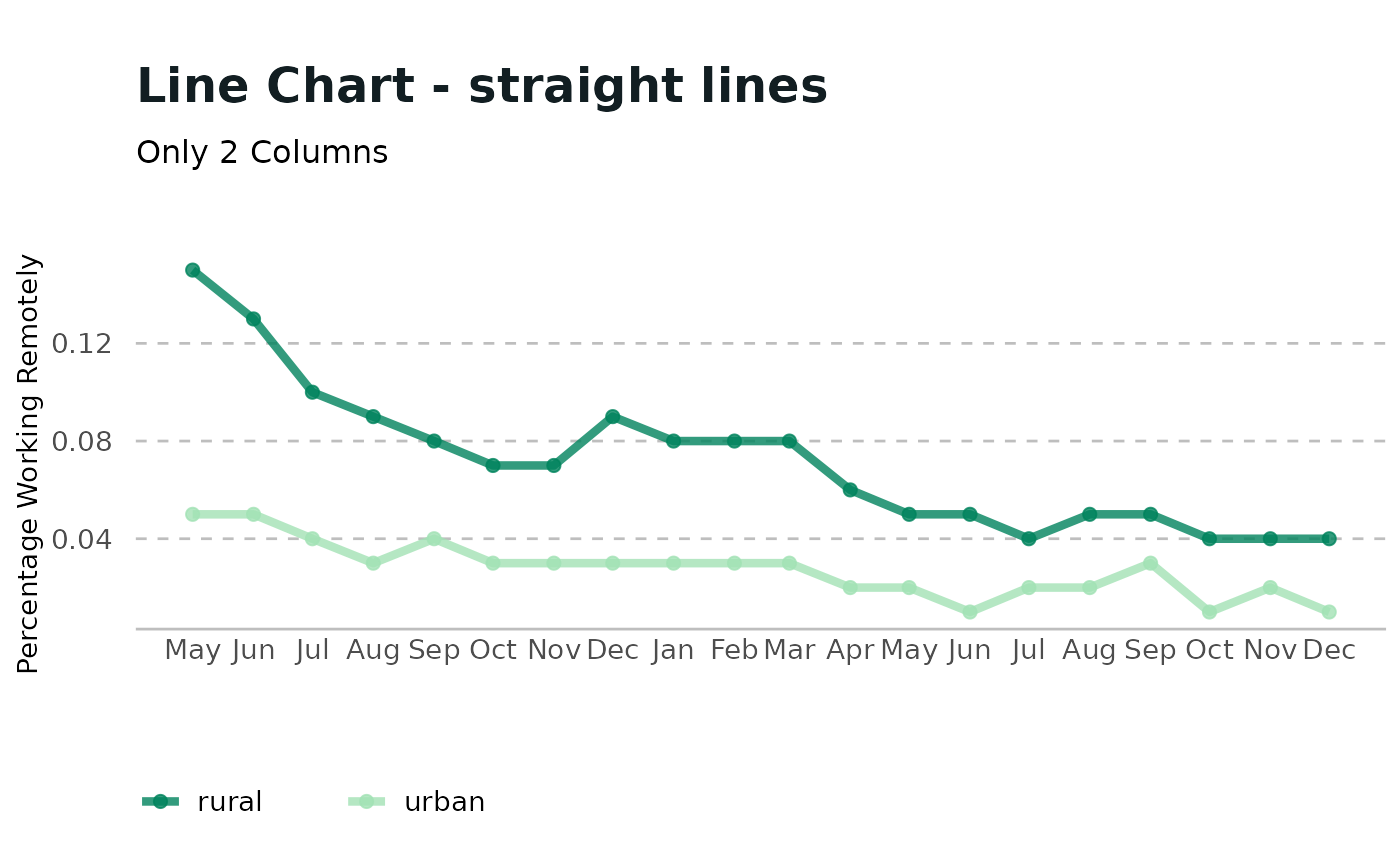 Line Chart - straight lines
Only 2 Columns
Percentage Working Remotely
0.12
0.08
0.04
May Jun Jul Aug Sep Oct Nov Dec Jan Feb Mar Apr May Jun Jul Aug Sep Oct Nov Dec
rural urban